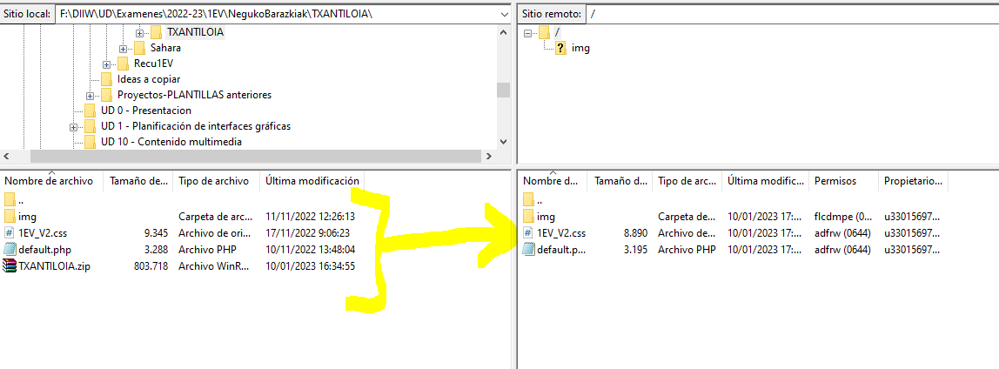 Sitio local: F:\DIIW\UD\Examenes\2022-23\1EV\NegukoBarazkiak\TXANTILOIA\
TXANTILOIA
Sahara
Recu1EV
Ideas a copiar
Proyectos-PLANTILLAS anteriores
UD 0 - Presentacion
UD 1 - Planificación de interfaces gráficas
UD 10 - Contenido multimedia
Sitio remoto: /
/
? img
Nombre de archivo Tamaño de... Tipo de archivo Última modificación
..
img Carpeta de arc... 11/11/2022 12:26:13
1EV_V2.css 9.345 Archivo de ori... 17/11/2022 9:06:23
default.php 3.288 Archivo PHP 10/11/2022 13:48:04
TXANTILOIA.zip 803.718 Archivo WinR... 10/01/2023 16:34:55
Nombre d... Tamaño d... Tipo de arc... Última modific... Permisos Propietario...
..
img Carpeta de... 10/01/2023 17:... flcdmpe (0... u33015697...
1EV_V2.css 8.890 Archivo de... 10/01/2023 17:... adfrw (0644) u33015697...
default.p... 3.195 Archivo PHP 10/01/2023 17:... adfrw (0644) u33015697...